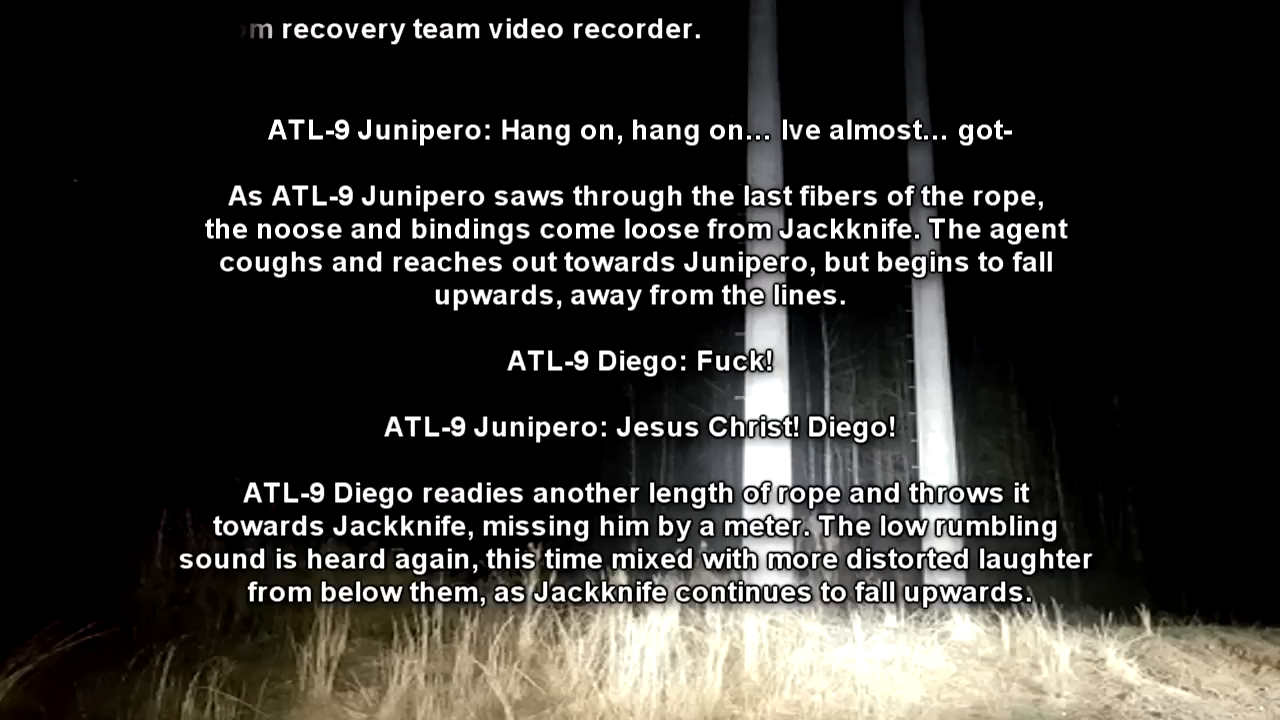 m recovery team video recorder.
ATL-9 Junipero: Hang on, hang on... Ive almost... got-
As ATL-9 Junipero saws through the last fibers of the rope,
the noose and bindings come loose from Jackknife. The agent
coughs and reaches out towards Junipero, but begins to fall
upwards, away from the lines.
ATL-9 Diego: Fuck!
ATL-9 Junipero: Jesus Christ! Diego!
ATL-9 Diego readies another length of rope and throws it
towards Jackknife, missing him by a meter. The low rumbling
sound is heard again, this time mixed with more distorted laughter
from below them, as Jackknife continues to fall upwards.